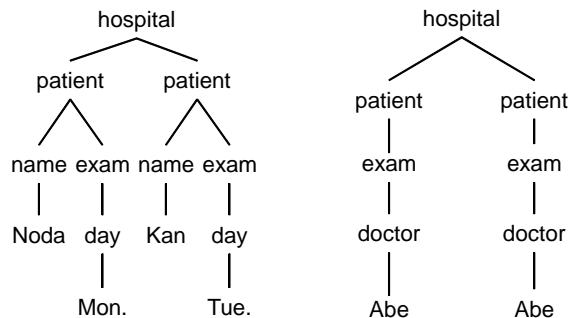 hospital hospital
patient patient
patient patient
name exam name exam exam exam
Noda day Kan day doctor doctor
Mon. Tue. Abe Abe